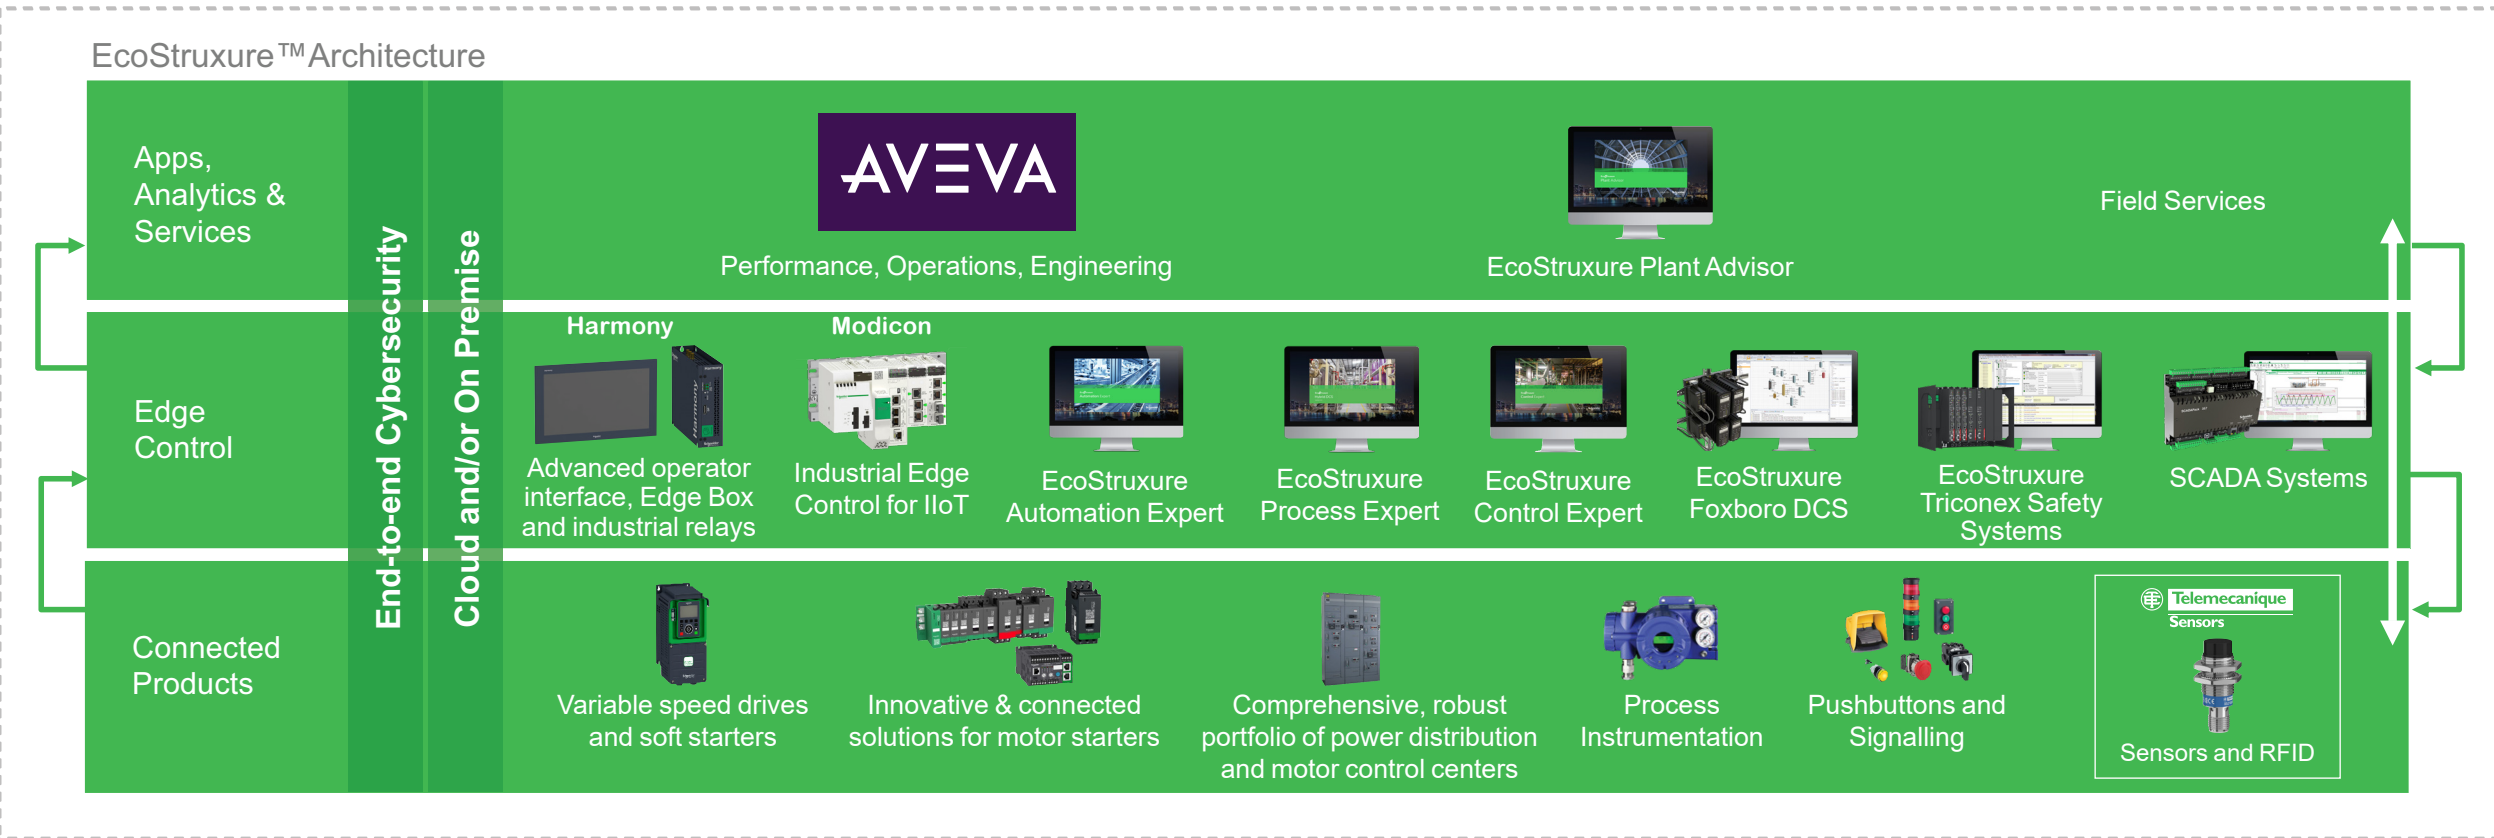 EcoStruxure™Architecture
Apps,
Analytics &
Services
End-to-end Cybersecurity
Cloud and/or On Premise
AVEVA
Performance, Operations, Engineering
EcoStruxure Plant Advisor
Field Services
Edge
Control
Harmony
Harmony
Advanced operator
interface, Edge Box
and industrial relays
Modicon
Industrial Edge
Control for IIoT
EcoStruxure
Automation Expert
EcoStruxure
Process Expert
EcoStruxure
Control Expert
EcoStruxure
Foxboro DCS
EcoStruxure
Triconex Safety
Systems
SCADA Systems
Connected
Products
Variable speed drives
and soft starters
Innovative & connected
solutions for motor starters
Comprehensive, robust
portfolio of power distribution
and motor control centers
Process
Instrumentation
Pushbuttons and
Signalling
Telemecanique
Sensors
Sensors and RFID